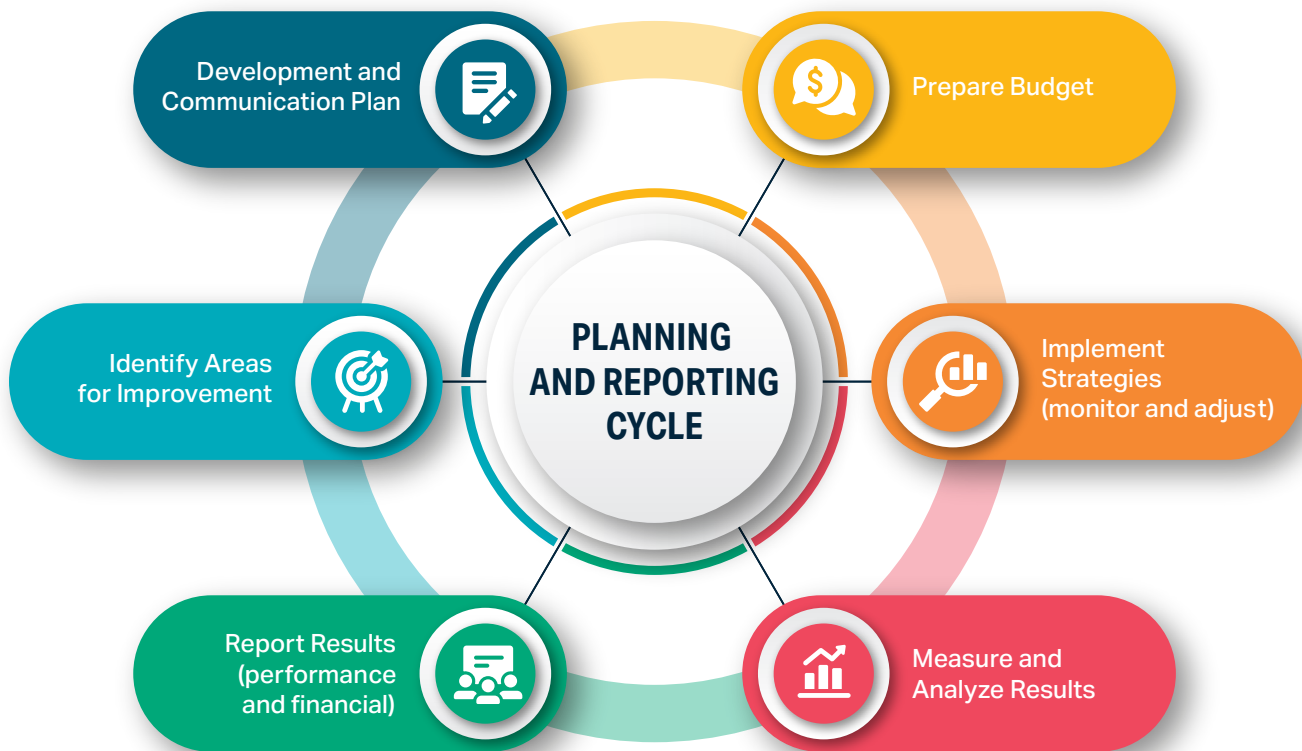 Development and
Communication Plan
$
Prepare Budget
Identify Areas
for Improvement
PLANNING
AND REPORTING
CYCLE
Implement
Strategies
(monitor and adjust)
Report Results
(performance
and financial)
Measure and
Analyze Results